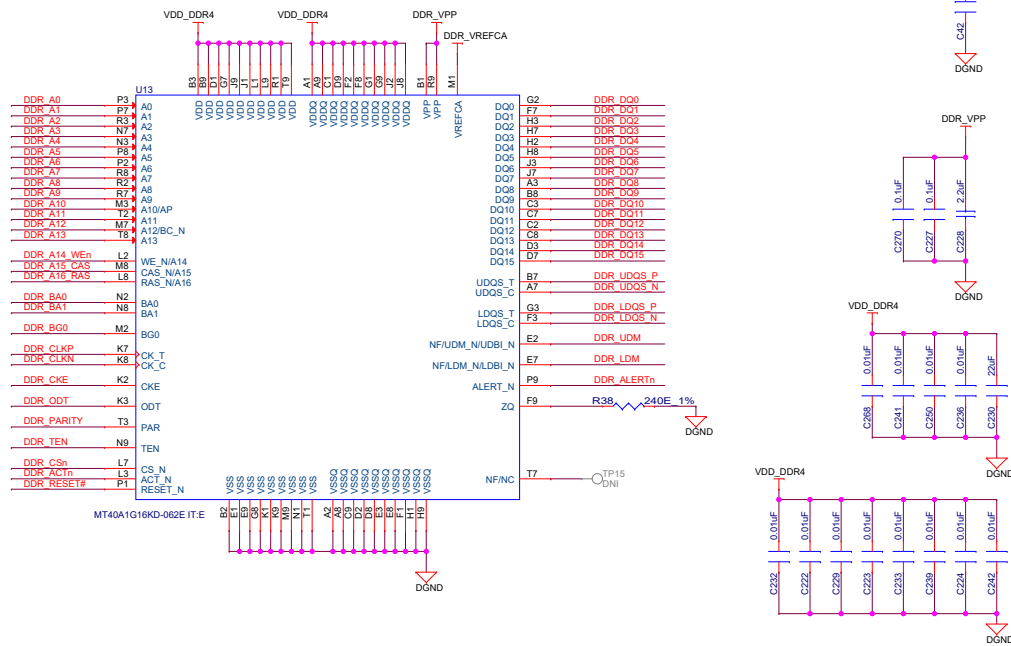 VDD_DDR4 VDD_DDR4 DDR_VPP
DDR_VREFCA
C42
DGND
B3 B9 D1 G7 J9 J1 L1 L9 R1 T9 A1 A9 C1 D9 F2 F8 G1 G9 J2 J8 B1 R9 M1
U13
VDD VDD VDD VDD VDD VDD VDD VDD VDD VDD VDDQ VDDQ VDDQ VDDQ VDDQ VDDQ VDDQ VDDQ VDDQ VDDQ VPP VPP VREFCA
DDR_A0 P3 A0 DQ0 G2 DDR_DQ0
DDR_A1 P7 A1 DQ1 F7 DDR_DQ1
DDR_A2 R3 A2 DQ2 H3 DDR_DQ2
DDR_A3 N7 A3 DQ3 H7 DDR_DQ3
DDR_A4 N3 A4 DQ4 H2 DDR_DQ4
DDR_A5 P8 A5 DQ5 H8 DDR_DQ5
DDR_A6 P2 A6 DQ6 J3 DDR_DQ6
DDR_A7 R8 A7 DQ7 J7 DDR_DQ7
DDR_A8 R2 A8 DQ8 A3 DDR_DQ8
DDR_A9 R7 A9 DQ9 B8 DDR_DQ9
DDR_A10 M3 A10/AP DQ10 C3 DDR_DQ10
DDR_A11 T2 A11 DQ11 C7 DDR_DQ11
DDR_A12 M7 A12/BC_N DQ12 C2 DDR_DQ12
DDR_A13 T8 A13 DQ13 C8 DDR_DQ13
DQ14 D3 DDR_DQ14
DDR_A14_WEn L2 WE_N/A14 DQ15 D7 DDR_DQ15
DDR_A15_CAS M8 CAS_N/A15
DDR_A16_RAS L8 RAS_N/A16 UDQS_T B7 DDR_UDQS_P
UDQS_C A7 DDR_UDQS_N
DDR_BA0 N2 BA0
DDR_BA1 N8 BA1 LDQS_T G3 DDR_LDQS_P
LDQS_C F3 DDR_LDQS_N
DDR_BG0 M2 BG0
NF/UDM_N/UDBI_N E2 DDR_UDM
DDR_CLKP K7 CK_T
DDR_CLKN K8 CK_C NF/LDM_N/LDBI_N E7 DDR_LDM
DDR_CKE K2 CKE ALERT_N P9 DDR_ALERTn
DDR_ODT K3 ODT ZQ F9 R38 240E_1%
DGND
DDR_PARITY T3 PAR
DDR_TEN N9 TEN
DDR_CSn L7 CS_N
DDR_ACTn L3 ACT_N NF/NC T7 TP15
DNI
DDR_RESET# P1 RESET_N
VSS VSS VSS VSS VSS VSS VSS VSS VSS VSSQ VSSQ VSSQ VSSQ VSSQ VSSQ VSSQ VSSQ VSSQ VSSQ
MT40A1G16KD-062E IT:E
B2 E1 E9 G8 K1 K9 M9 N1 T1 A2 A8 C9 D2 D8 E3 E8 F1 H1 H9
DGND
DDR_VPP
0.1uF 0.1uF 2.2uF
C270 C227 C228
DGND
VDD_DDR4
0.01uF 0.01uF 0.01uF 0.01uF 22uF
C268 C241 C250 C236 C230
DGND
VDD_DDR4
0.01uF 0.01uF 0.01uF 0.01uF 0.01uF 0.01uF 0.01uF 0.01uF
C232 C222 C229 C223 C233 C239 C224 C242
DGND